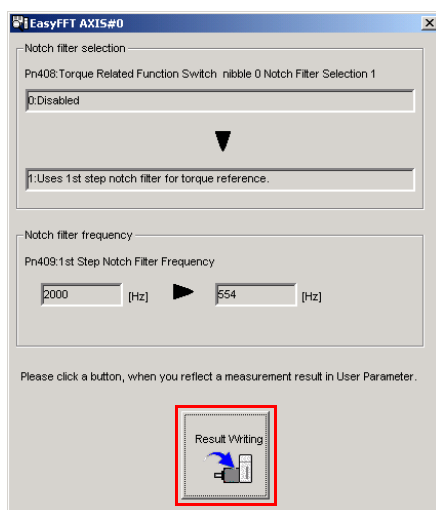 EasyFFT AXIS#0
Notch filter selection
Pn408:Torque Related Function Switch nibble 0 Notch Filter Selection 1
0:Disabled
1:Uses 1st step notch filter for torque reference.
Notch filter frequency
Pn409:1st Step Notch Filter Frequency
2000 [Hz] 554 [Hz]
Please click a button, when you reflect a measurement result in User Parameter.
Result Writing